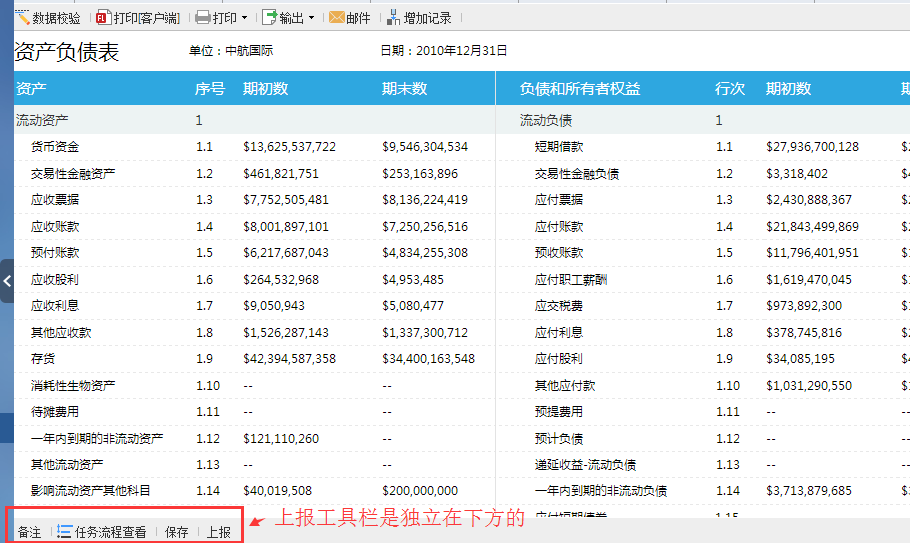 数据校验 打印[客户端] 打印 输出 邮件 增加记录
资产负债表 单位：中航国际 日期：2010年12月31日
资产 序号 期初数 期末数 负债和所有者权益 行次 期初数
流动资产 1 流动负债 1
货币资金 1.1 $13,625,537,722 $9,546,304,534 短期借款 1.1 $27,936,700,128
交易性金融资产 1.2 $461,821,751 $253,163,896 交易性金融负债 1.2 $3,318,402
应收票据 1.3 $7,752,505,481 $8,136,224,419 应付票据 1.3 $2,430,888,367
应收账款 1.4 $8,001,897,101 $7,250,256,516 应付账款 1.4 $21,843,499,869
预付账款 1.5 $6,217,687,043 $4,834,255,308 预收账款 1.5 $11,796,401,951
应收股利 1.6 $264,532,968 $4,953,485 应付职工薪酬 1.6 $1,619,470,045
应收利息 1.7 $9,050,943 $5,080,477 应交税费 1.7 $973,892,300
其他应收款 1.8 $1,526,287,143 $1,337,300,712 应付利息 1.8 $378,745,816
存货 1.9 $42,394,587,358 $34,400,163,548 应付股利 1.9 $34,085,195
消耗性生物资产 1.10 -- -- 其他应付款 1.10 $1,031,290,550
待摊费用 1.11 -- -- 预提费用 1.11 --
一年内到期的非流动资产 1.12 $121,110,260 -- 预计负债 1.12 --
其他流动资产 1.13 -- -- 递延收益-流动负债 1.13 --
影响流动资产其他科目 1.14 $40,019,508 $200,000,000 一年内到期的非流动负债 1.14 $3,713,879,685
应付短期债券 1.15
备注 任务流程查看 保存 上报 上报工具栏是独立在下方的